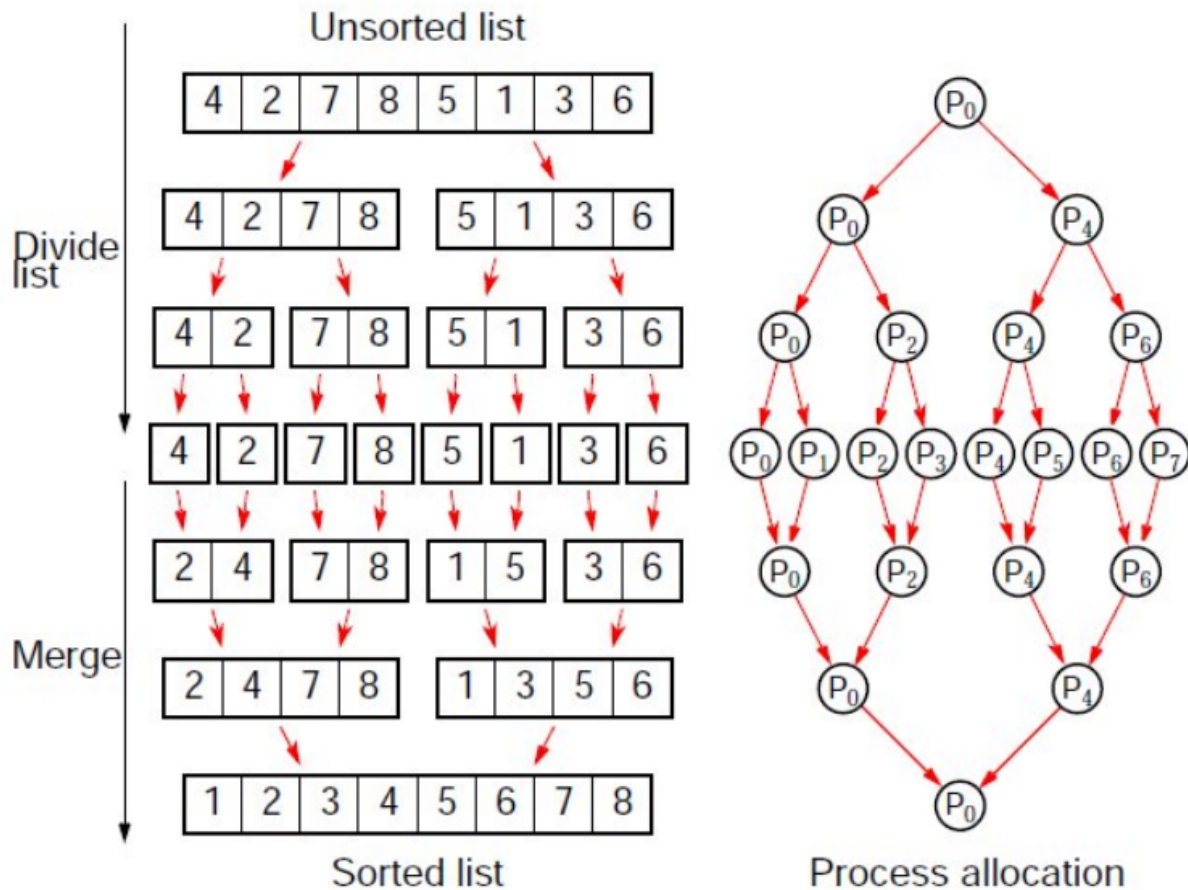 Unsorted list
4 2 7 8 5 1 3 6
P0
4 2 7 8
5 1 3 6
P0
P4
Divide
list
4 2
7 8
5 1
3 6
P0
P2
P4
P6
4
2
7
8
5
1
3
6
P0
P1
P2
P3
P4
P5
P6
P7
2 4
7 8
1 5
3 6
P0
P2
P4
P6
Merge
2 4 7 8
1 3 5 6
P0
P4
1 2 3 4 5 6 7 8
P0
Sorted list
Process allocation